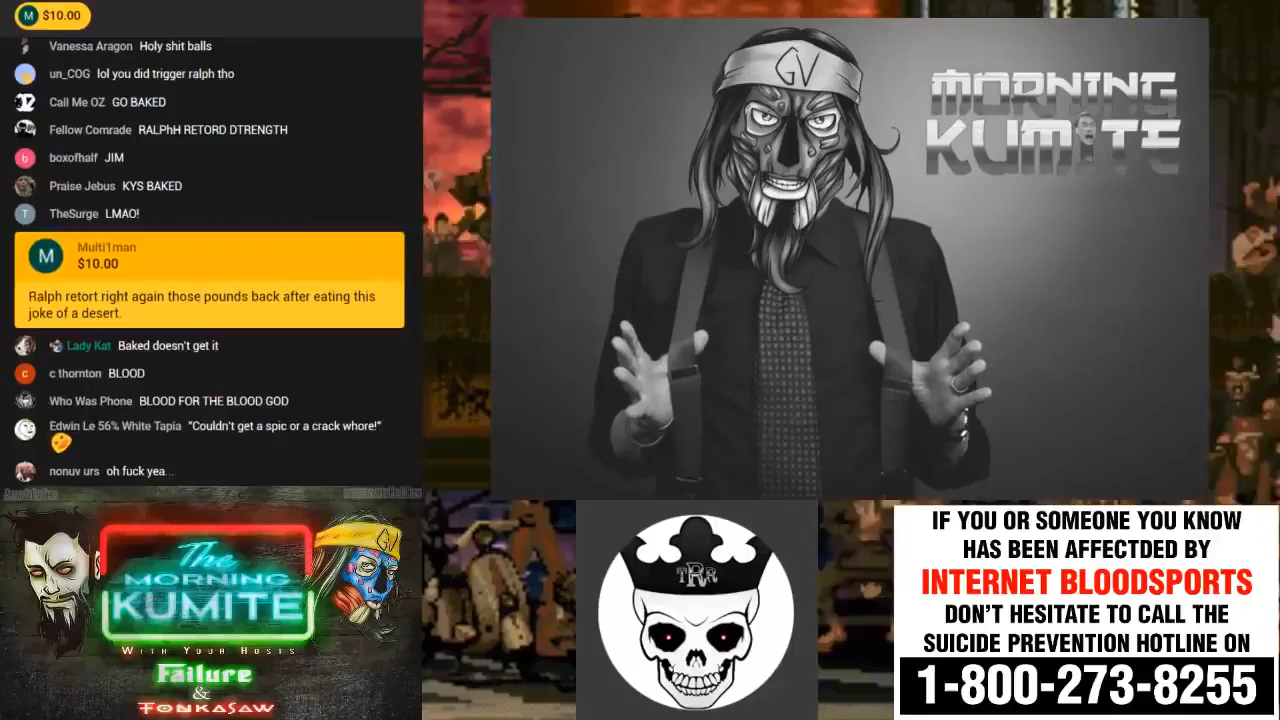 M $10.00
Vanessa Aragon Holy shit balls
un_COG lol you did trigger ralph tho
Call Me OZ GO BAKED
Fellow Comrade RALPhH RETORD DTRENGTH
b boxofhalf JIM
Praise Jebus KYS BAKED
T TheSurge LMAO!
M Multi1man
$10.00
Ralph retort right again those pounds back after eating this
joke of a desert.
Lady Kat Baked doesn't get it
c c thornton BLOOD
Who Was Phone BLOOD FOR THE BLOOD GOD
Edwin Le 56% White Tapia "Couldn't get a spic or a crack whore!"
nonuv urs oh fuck yea...
GV
MORNING
KUMITE
GV
The
MORNING
KUMITE
WITH YOUR HOSTS
Failure
&
TONKASAW
TRR
IF YOU OR SOMEONE YOU KNOW
HAS BEEN AFFECTDED BY
INTERNET BLOODSPORTS
DON'T HESITATE TO CALL THE
SUICIDE PREVENTION HOTLINE ON
1-800-273-8255